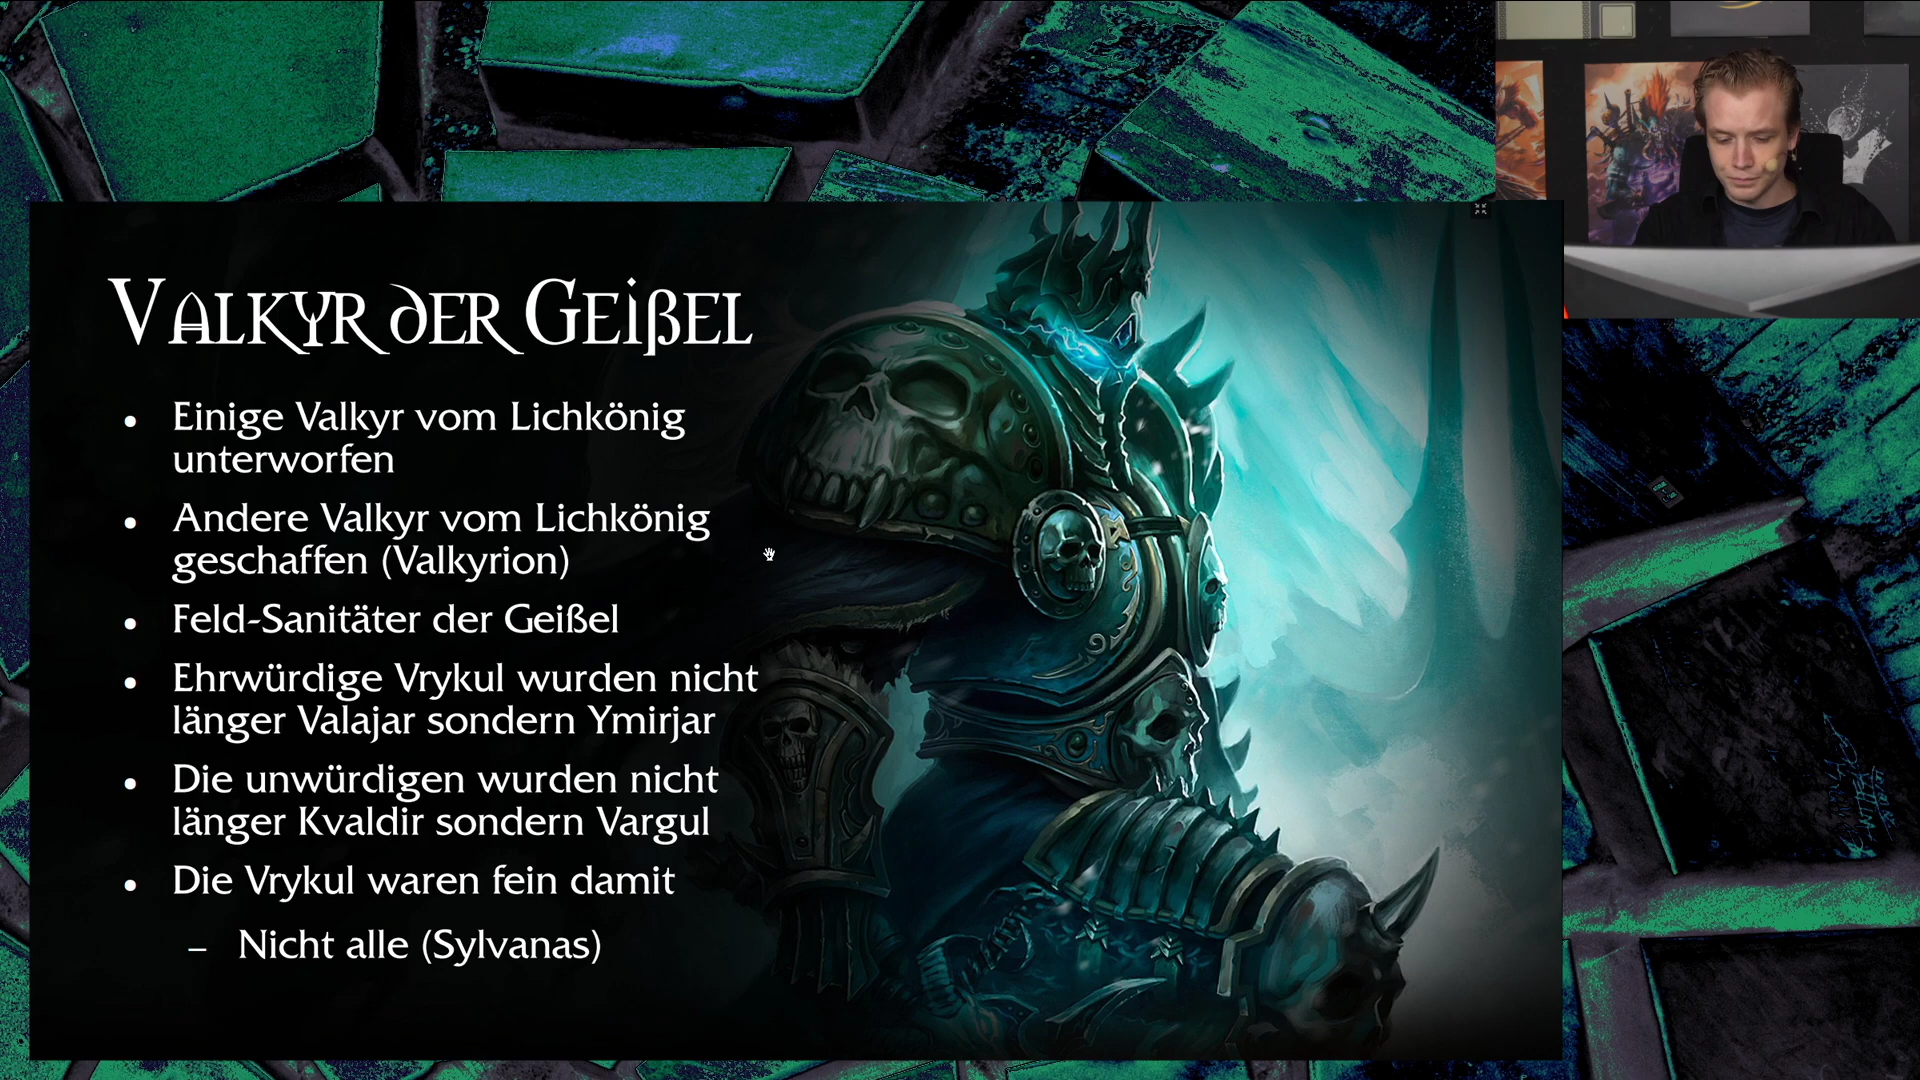 Valkyr der Geißel
• Einige Valkyr vom Lichkönig
unterworfen
• Andere Valkyr vom Lichkönig
geschaffen (Valkyrion)
• Feld-Sanitäter der Geißel
• Ehrwürdige Vrykul wurden nicht
länger Valajar sondern Ymirjar
• Die unwürdigen wurden nicht
länger Kvaldir sondern Vargul
• Die Vrykul waren fein damit
– Nicht alle (Sylvanas)